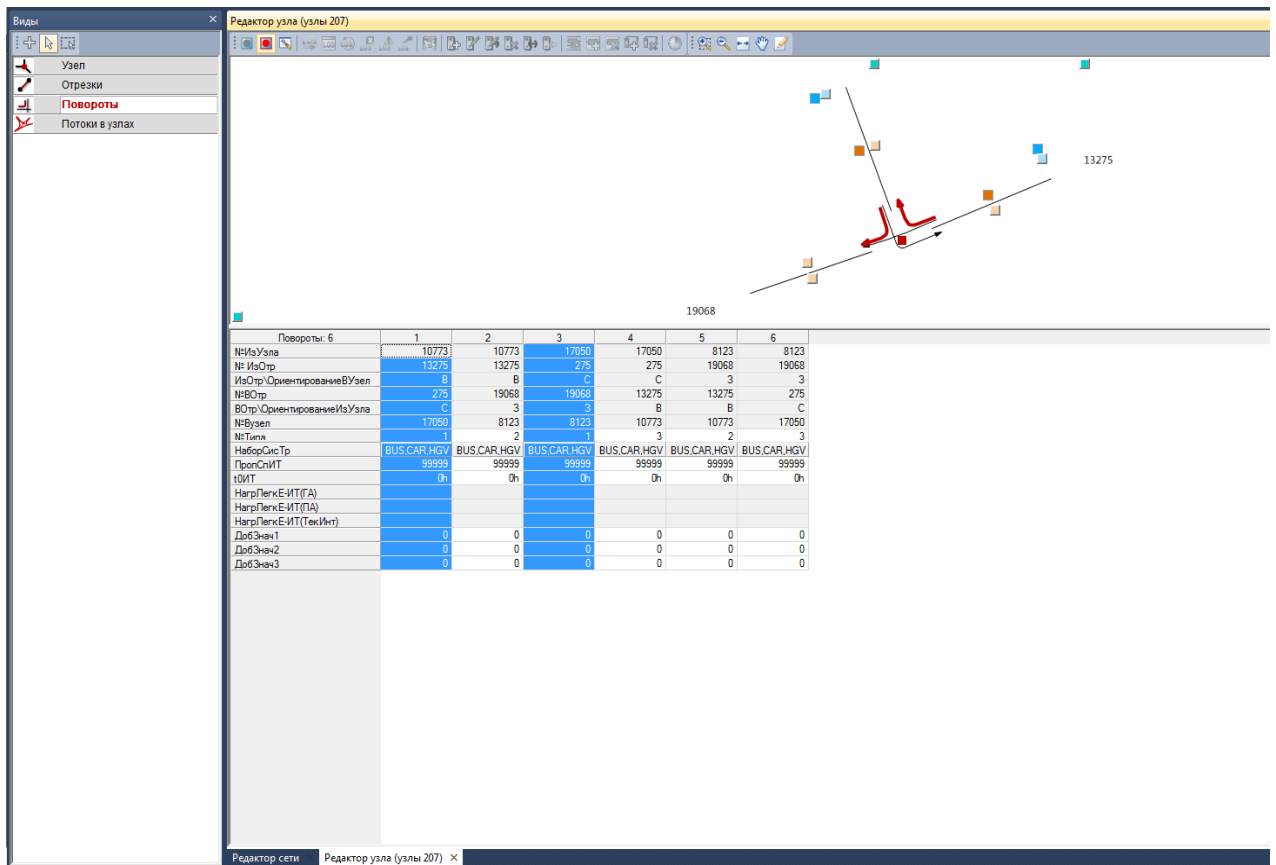 Виды
Узел
Отрезки
Повороты
Потоки в узлах
Редактор узла (узлы 207)
13275
19068
Повороты: 6 1 2 3 4 5 6
№ИзУзла 10773 10773 17050 17050 8123 8123
№ ИзОтр 13275 13275 275 275 19068 19068
ИзОтр\ОриентированиеВУзел В В С С З З
№ВОтр 275 19068 19068 13275 13275 275
ВОтр\ОриентированиеИзУзла С З З В В С
№Вузел 17050 8123 8123 10773 10773 17050
№Типа 1 2 1 3 2 3
НаборСисТр BUS,CAR,HGV BUS,CAR,HGV BUS,CAR,HGV BUS,CAR,HGV BUS,CAR,HGV BUS,CAR,HGV
ПропСпИТ 99999 99999 99999 99999 99999 99999
t0ИТ 0h 0h 0h 0h 0h 0h
НагрЛегкЕ-ИТ(ГА)
НагрЛегкЕ-ИТ(ПА)
НагрЛегкЕ-ИТ(ТекИнт)
ДобЗнач1 0 0 0 0 0 0
ДобЗнач2 0 0 0 0 0 0
ДобЗнач3 0 0 0 0 0 0
Редактор сети Редактор узла (узлы 207)